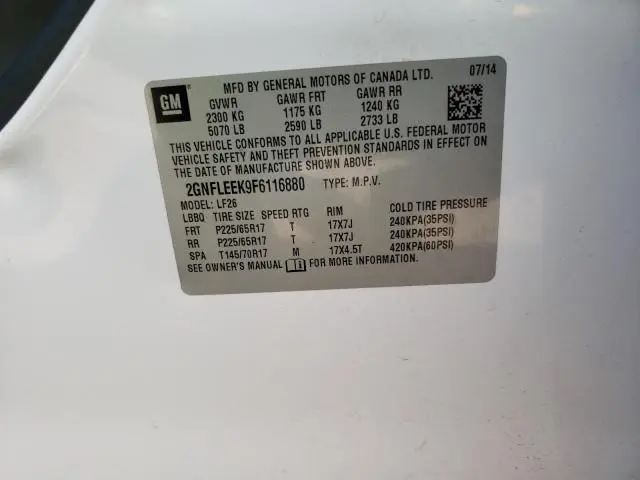 MFD BY GENERAL MOTORS OF CANADA LTD. 07/14
GM
GVWR GAWR FRT GAWR RR
2300 KG 1175 KG 1240 KG
5070 LB 2590 LB 2733 LB
THIS VEHICLE CONFORMS TO ALL APPLICABLE U.S. FEDERAL MOTOR
VEHICLE SAFETY AND THEFT PREVENTION STANDARDS IN EFFECT ON
THE DATE OF MANUFACTURE SHOWN ABOVE.
2GNFLEEK9F6116880 TYPE: M.P.V.
MODEL: LF26
LBBQ TIRE SIZE SPEED RTG RIM COLD TIRE PRESSURE
FRT P225/65R17 T 17X7J 240KPA(35PSI)
RR P225/65R17 T 17X7J 240KPA(35PSI)
SPA T145/70R17 M 17X4.5T 420KPA(60PSI)
SEE OWNER'S MANUAL FOR MORE INFORMATION.